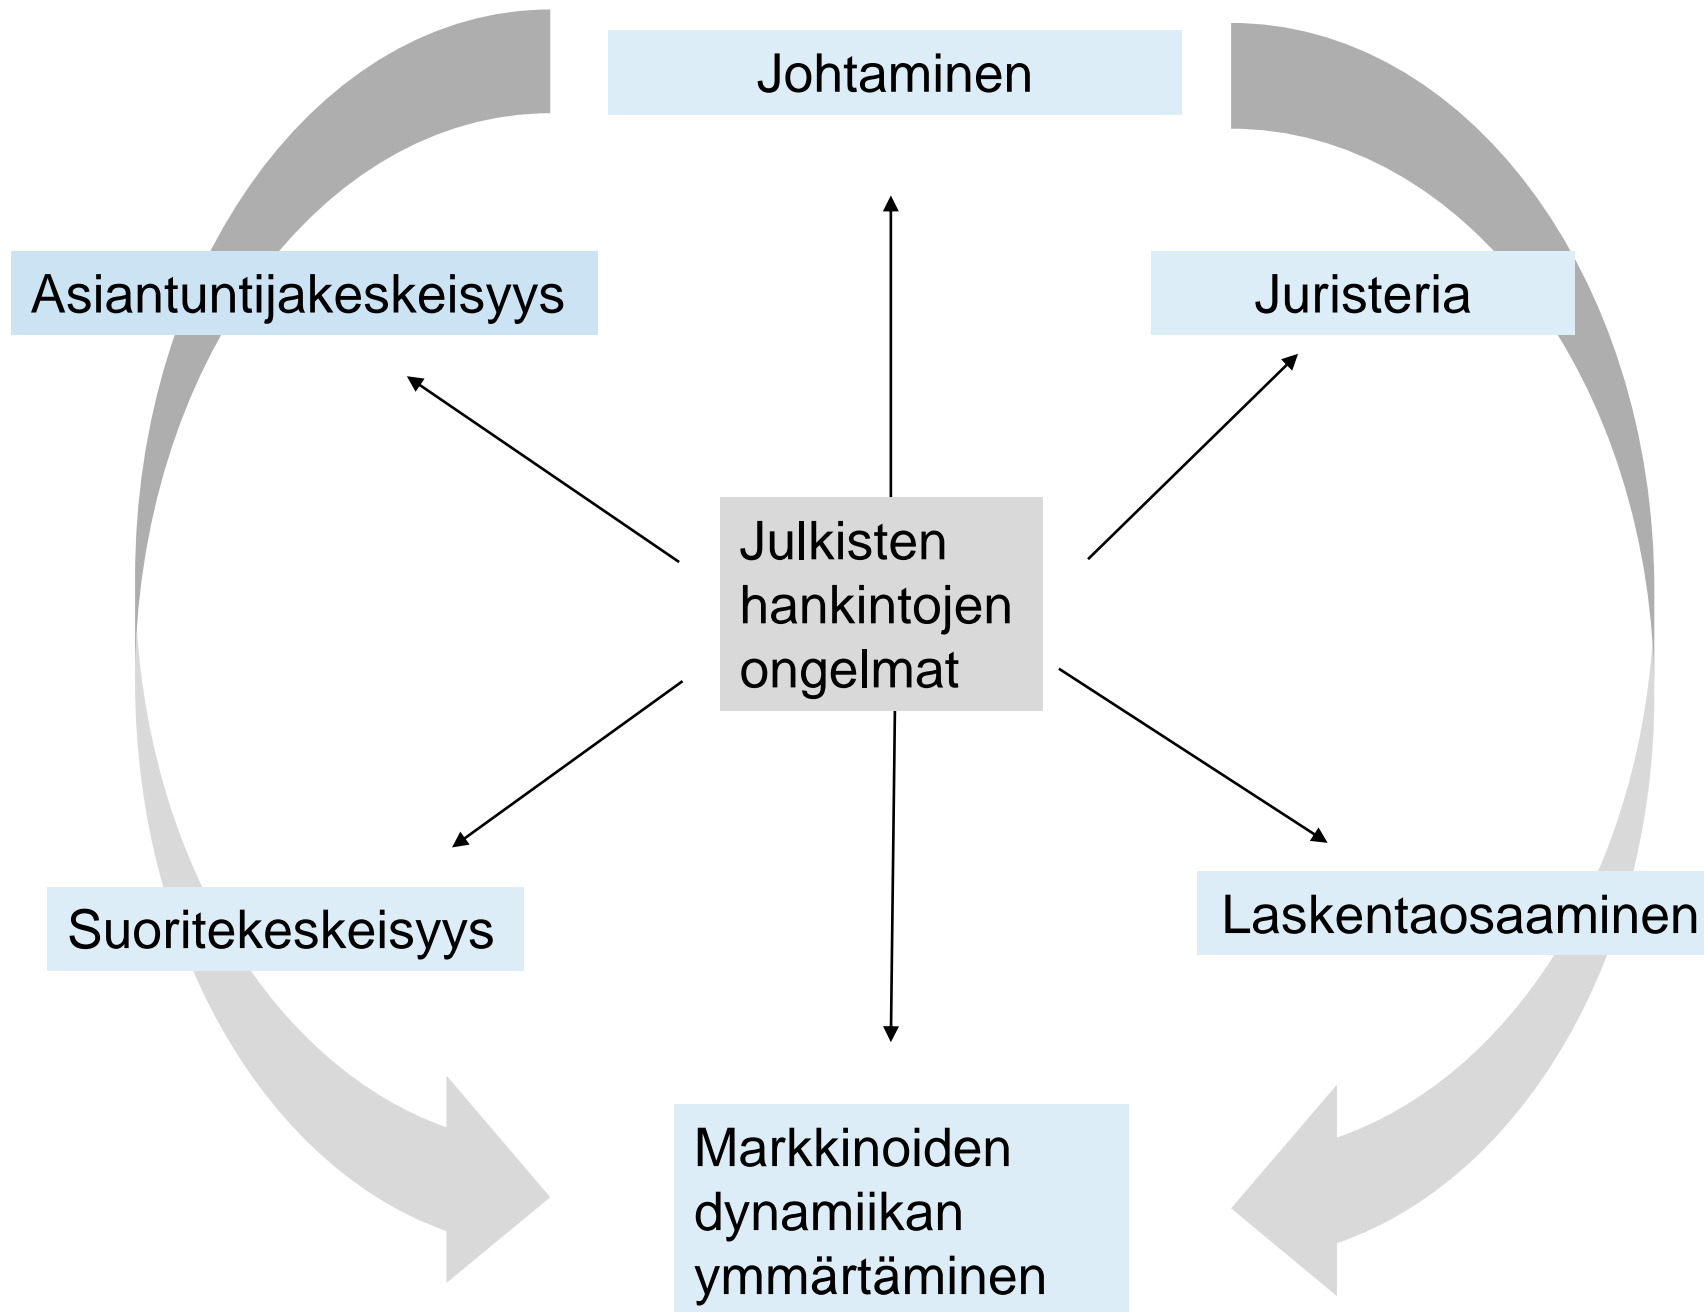 Johtaminen
Asiantuntijakeskeisyys
Juristeria
Julkisten
hankintojen
ongelmat
Suoritekeskeisyys
Laskentaosaaminen
Markkinoiden
dynamiikan
ymmärtäminen